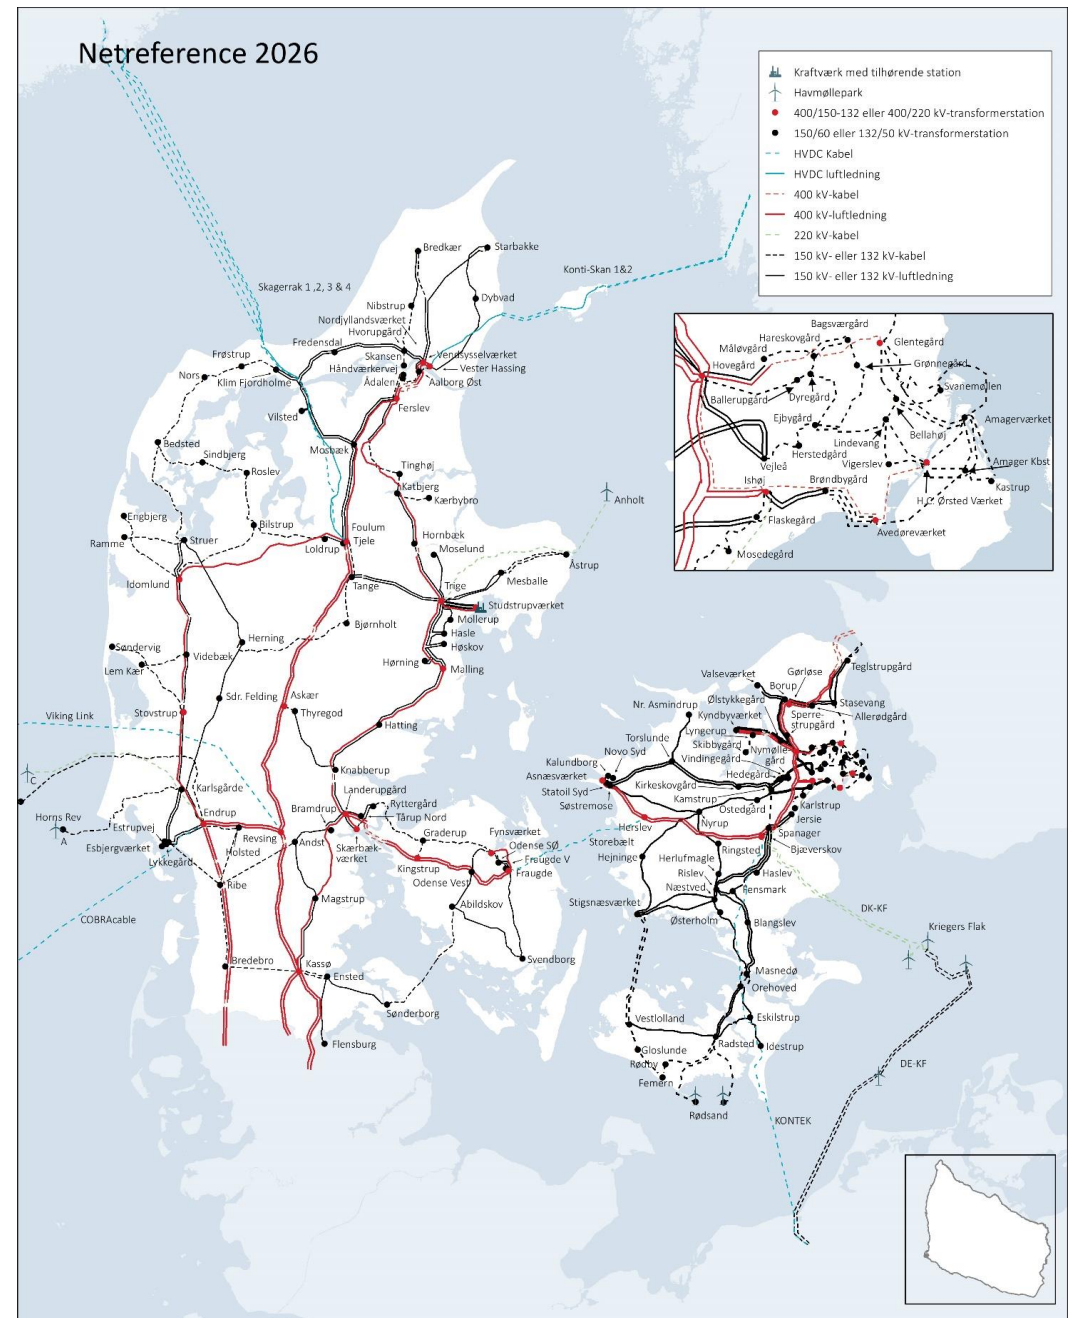 Netreference 2026
Kraftværk med tilhørende station
Havmøllepark
400/150-132 eller 400/220 kV-transformerstation
150/60 eller 132/50 kV-transformerstation
HVDC Kabel
HVDC luftledning
400 kV-kabel
400 kV-luftledning
220 kV-kabel
150 kV- eller 132 kV-kabel
150 kV- eller 132 kV-luftledning
Bredkær
Starbakke
Konti-Skan 1&2
Skagerrak 1 ,2, 3 & 4
Dybvad
Nibstrup
Nordjyllandsværket
Hvorupgård
Fredensdal
Frøstrup
Skansen
Vendsysselværket
Håndværkervej
Vester Hassing
Nors
Klim Fjordholme
Ådalen
Aalborg Øst
Ferslev
Vilsted
Bedsted
Mosbæk
Sindbjerg
Tinghøj
Roslev
Katbjerg
Kærbybro
Anholt
Engbjerg
Bilstrup
Foulum
Ramme
Struer
Loldrup
Tjele
Hornbæk
Moselund
Åstrup
Idomlund
Tange
Trige
Mesballe
Studstrupværket
Mollerup
Bjørnholt
Hasle
Søndervig
Herning
Høskov
Videbæk
Hørning
Lem Kær
Malling
Sdr. Felding
Askær
Stovstrup
Thyregod
Viking Link
Hatting
Knabberup
C
Karlsgårde
Landerupgård
Horns Rev
Endrup
Bramdrup
Ryttergård
Tårup Nord
A
Estrupvej
Revsing
Graderup
Fynsværket
Esbjergværket
Holsted
Andst
Skærbæk-
værket
Odense SØ
Lykkegård
Kingstrup
Fraugde V
Fraugde
Ribe
Odense Vest
Magstrup
Abildskov
COBRAcable
Svendborg
Bredebro
Kassø
Ensted
Sønderborg
Flensburg
Bagsværgård
Hareskovgård
Glentegård
Måløvgård
Hovegård
Grønnegård
Svanemøllen
Ballerupgård
Dyregård
Ejbygård
Amagerværket
Lindevang
Bellahøj
Herstedgård
Vejleå
Vigerslev
Amager Kbst
Ishøj
Brøndbygård
Kastrup
H.C. Ørsted Værket
Flaskegård
Avedøreværket
Mosedegård
Gørløse
Teglstrupgård
Valseværket
Borup
Nr. Asmindrup
Ølstykkegård
Stasevang
Kyndbyværket
Sperre-
strupgård
Allerødgård
Torslunde
Lyngerup
Novo Syd
Skibbygård
Nymølle-
gård
Kalundborg
Vindingegård
Asnæsværket
Hedegård
Statoil Syd
Kirkeskovgård
Søstremose
Kamstrup
Karlstrup
Ostedgård
Jersie
Herslev
Nyrup
Spanager
Storebælt
Ringsted
Bjæverskov
Hejninge
Herlufmagle
Rislev
Haslev
Næstved
Fensmark
Stigsnæsværket
Østerholm
Blangslev
DK-KF
Kriegers Flak
Masnedø
Orehoved
Vestlolland
Eskilstrup
Radsted
Idestrup
Gloslunde
Rødby
Femern
DE-KF
Rødsand
KONTEK